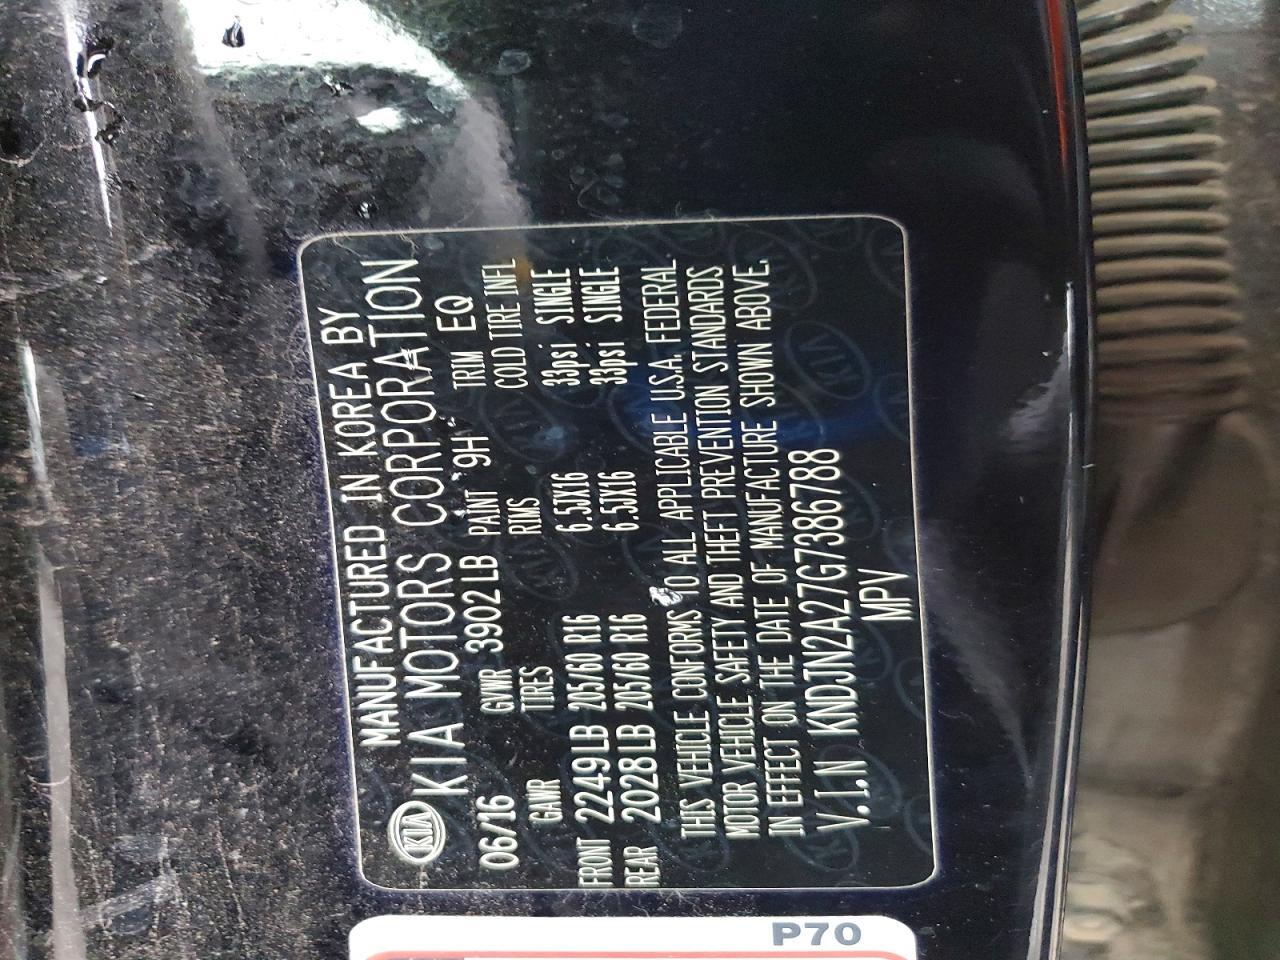 MANUFACTURED IN KOREA BY
KIA KIA MOTORS CORPORATION
06/16 GVWR 3902 LB PAINT 9H TRIM EQ
GAWR TIRES RIMS COLD TIRE INFL
FRONT 2249LB 205/60 R16 6.5JX16 33psi SINGLE
REAR 2028LB 205/60 R16 6.5JX16 33psi SINGLE
THIS VEHICLE CONFORMS TO ALL APPLICABLE U.S.A. FEDERAL
MOTOR VEHICLE SAFETY AND THEFT PREVENTION STANDARDS
IN EFFECT ON THE DATE OF MANUFACTURE SHOWN ABOVE.
V.I.N KNDJN2A27G7386788
MPV
P70